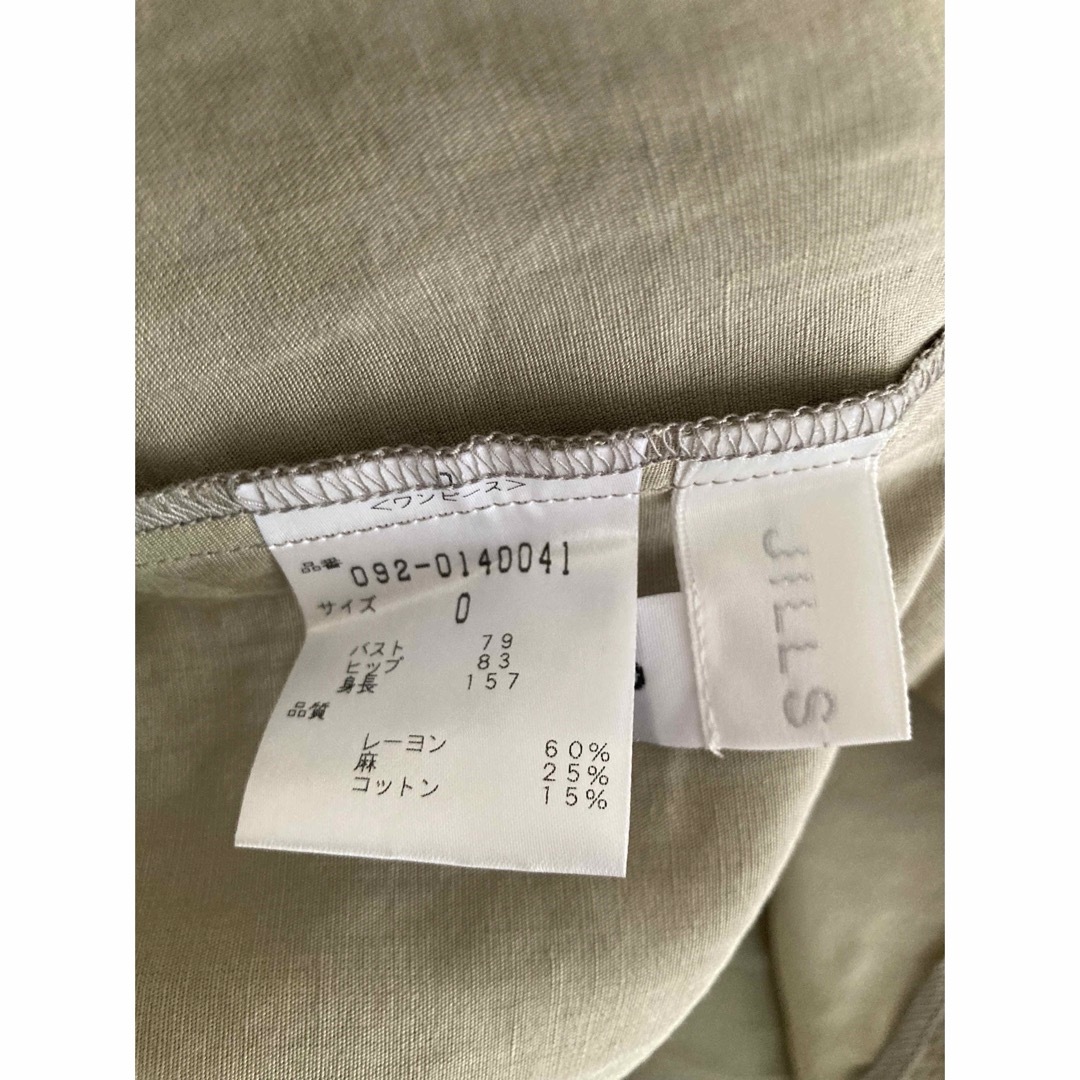 <ワンピース>
品番 092-0140041
サイズ 0
バスト 79
ヒップ 83
身長 157
品質
レーヨン 60%
麻 25%
コットン 15%
JILLS